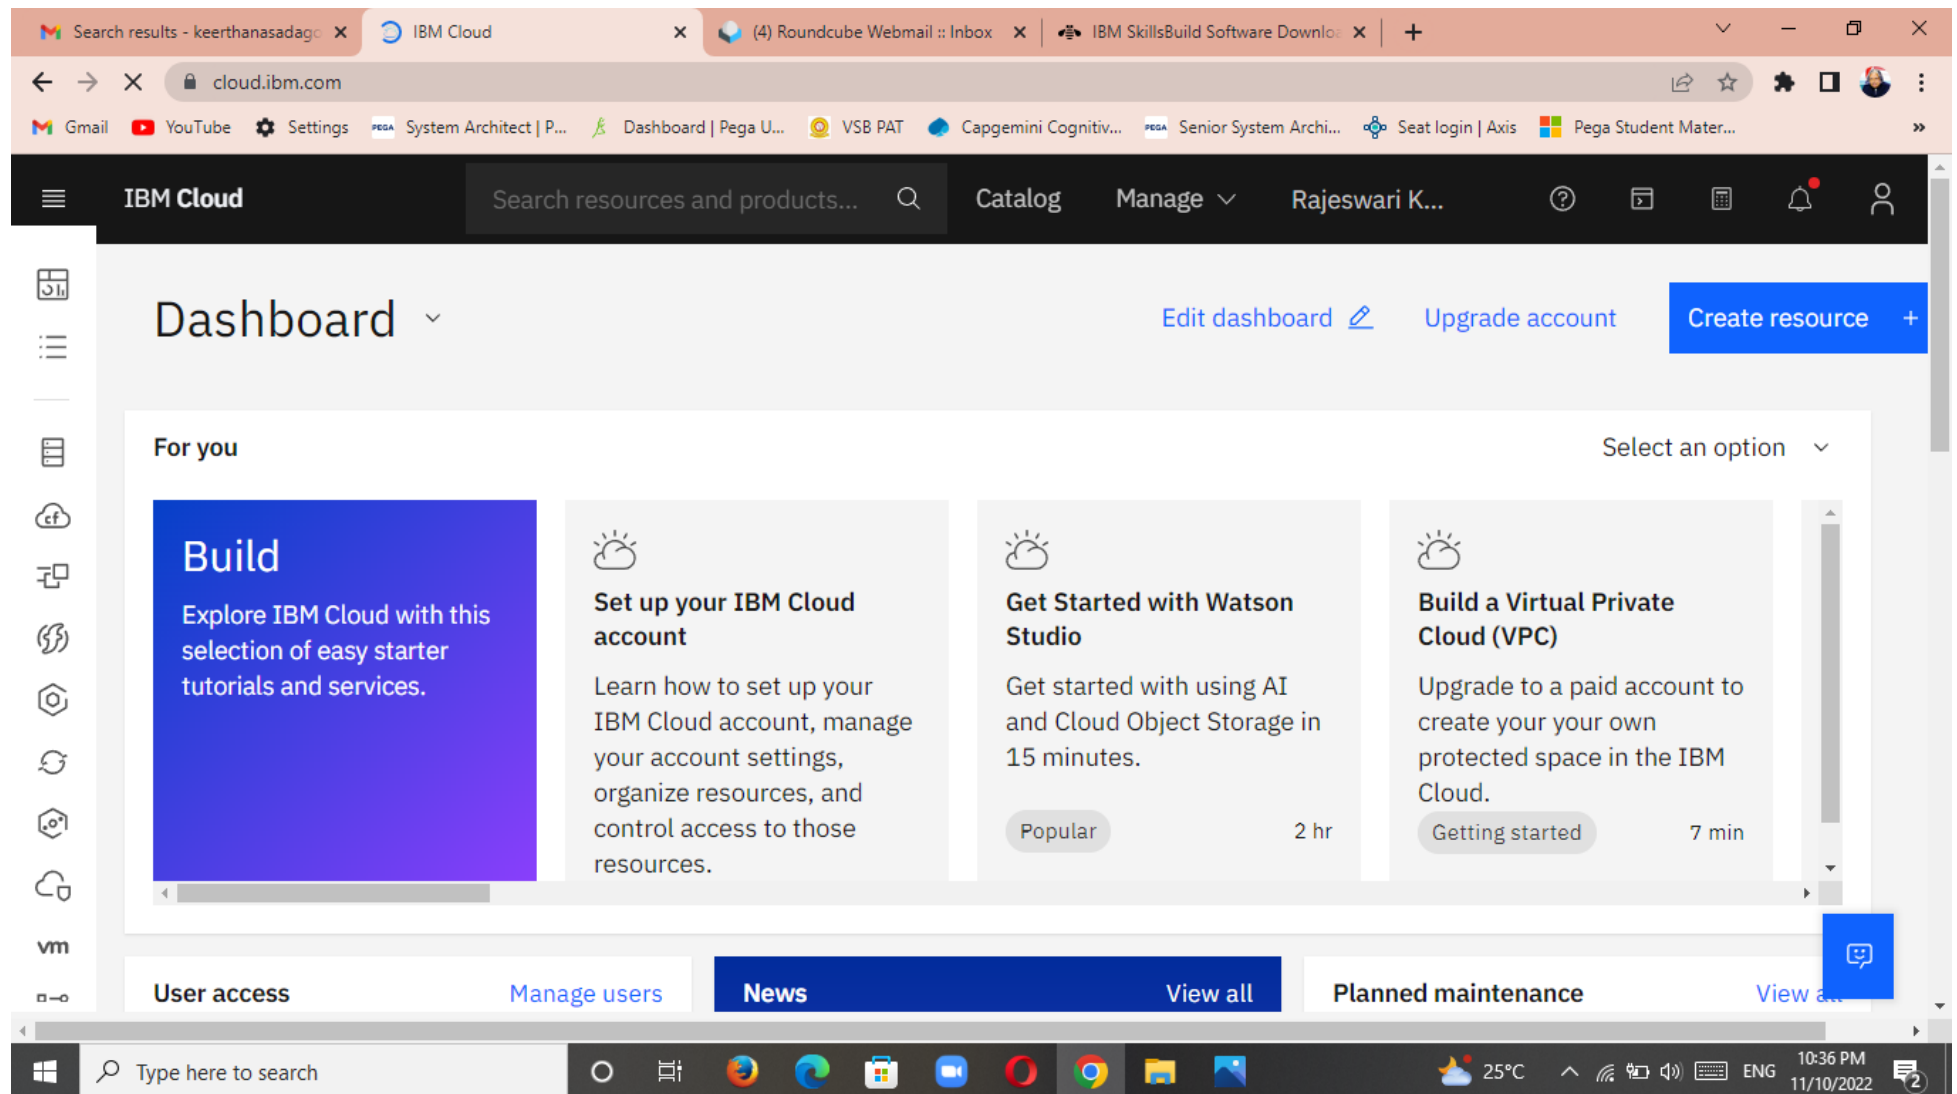 Search results - keerthanasadago
IBM Cloud
(4) Roundcube Webmail :: Inbox
IBM SkillsBuild Software Downloa
cloud.ibm.com
Gmail
YouTube
Settings
PEGA
System Architect | P...
Dashboard | Pega U...
VSB PAT
Capgemini Cognitiv...
PEGA
Senior System Archi...
Seat login | Axis
Pega Student Mater...
IBM Cloud
Search resources and products...
Catalog
Manage
Rajeswari K...
Dashboard
Edit dashboard
Upgrade account
Create resource +
For you
Select an option
Build
Explore IBM Cloud with this
selection of easy starter
tutorials and services.
Set up your IBM Cloud
account
Learn how to set up your
IBM Cloud account, manage
your account settings,
organize resources, and
control access to those
resources.
Get Started with Watson
Studio
Get started with using AI
and Cloud Object Storage in
15 minutes.
Popular
2 hr
Build a Virtual Private
Cloud (VPC)
Upgrade to a paid account to
create your your own
protected space in the IBM
Cloud.
Getting started
7 min
cf
vm
User access
Manage users
News
View all
Planned maintenance
View
Type here to search
25°C
ENG
10:36 PM
11/10/2022
2